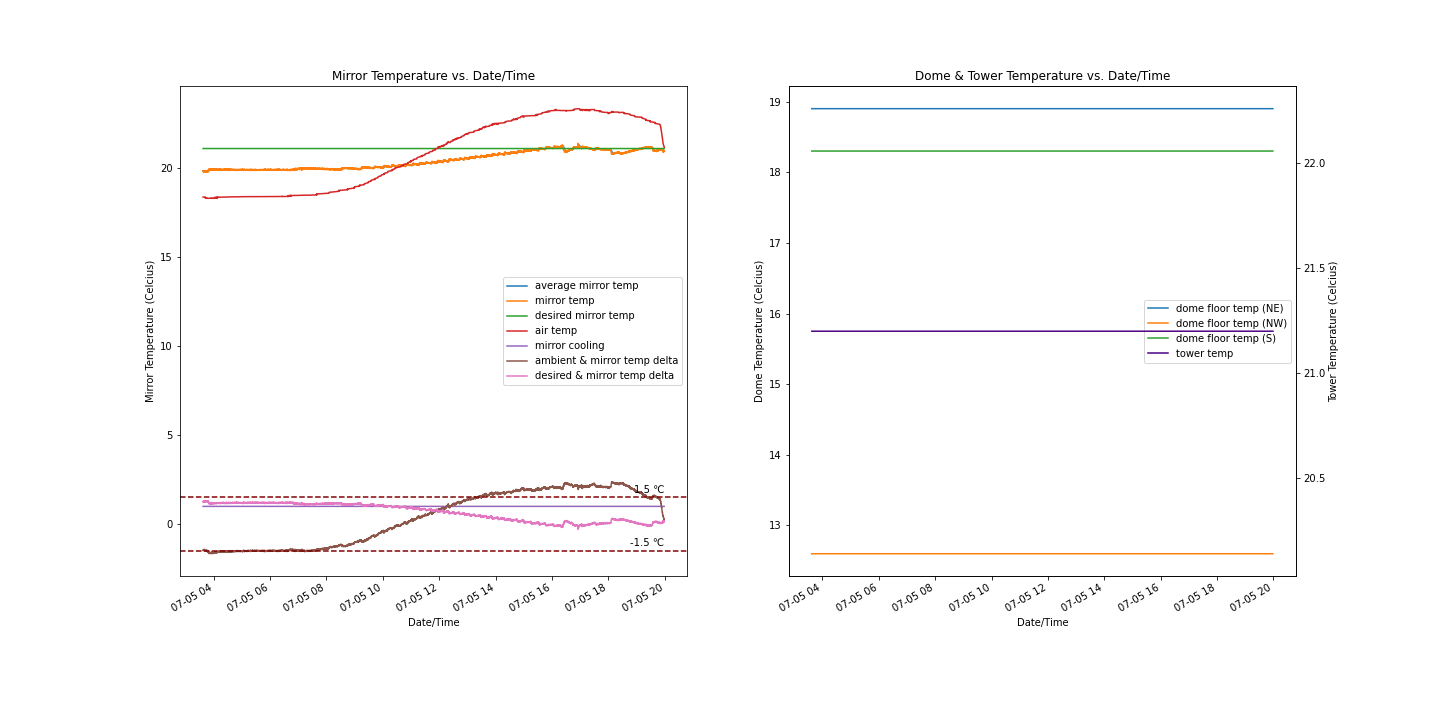 Mirror Temperature vs. Date/Time
Mirror Temperature (Celcius)
20
15
10
5
0
average mirror temp
mirror temp
desired mirror temp
air temp
mirror cooling
ambient & mirror temp delta
desired & mirror temp delta
1.5 °C
-1.5 °C
07-05 04
07-05 06
07-05 08
07-05 10
07-05 12
07-05 14
07-05 16
07-05 18
07-05 20
Date/Time
Dome & Tower Temperature vs. Date/Time
Dome Temperature (Celcius)
19
18
17
16
15
14
13
dome floor temp (NE)
dome floor temp (NW)
dome floor temp (S)
tower temp
22.0
21.5
21.0
20.5
Tower Temperature (Celcius)
07-05 04
07-05 06
07-05 08
07-05 10
07-05 12
07-05 14
07-05 16
07-05 18
07-05 20
Date/Time